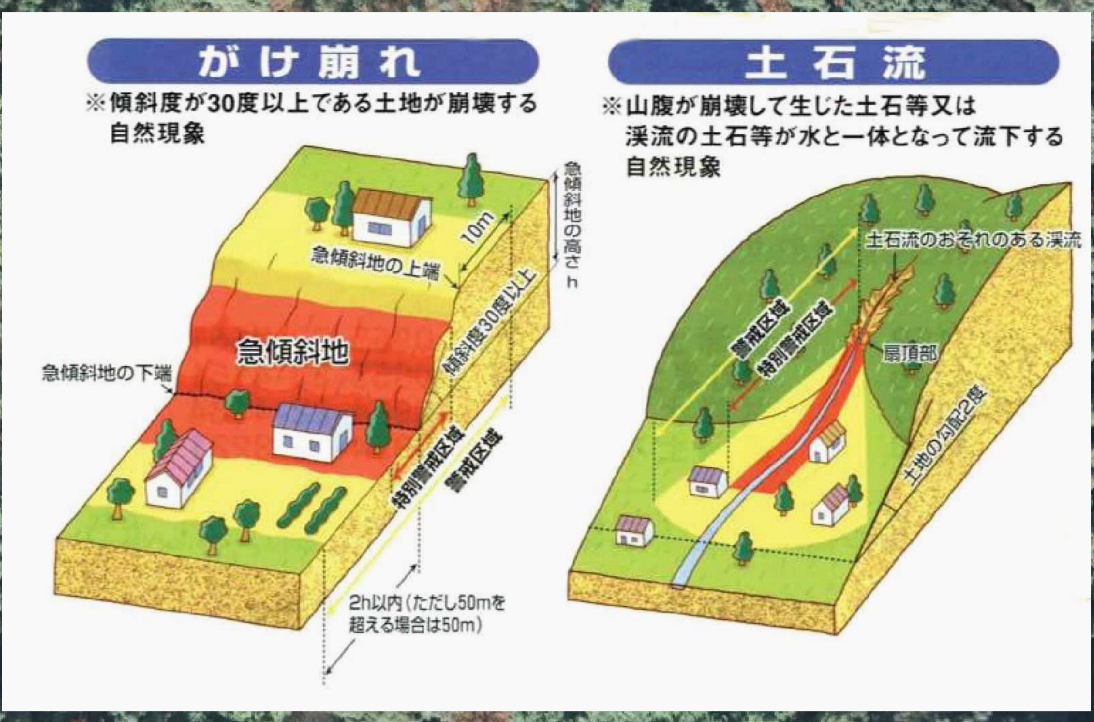 がけ崩れ
※傾斜度が30度以上である土地が崩壊する
自然現象
急傾斜地の高さh
10m
急傾斜地の上端
傾斜度30度以上
急傾斜地
急傾斜地の下端
特別警戒区域
警戒区域
2h以内(ただし50mを
超える場合は50m)
土石流
※山腹が崩壊して生じた土石等又は
渓流の土石等が水と一体となって流下する
自然現象
土石流のおそれのある渓流
警戒区域
特別警戒区域
扇頂部
土地の勾配2度